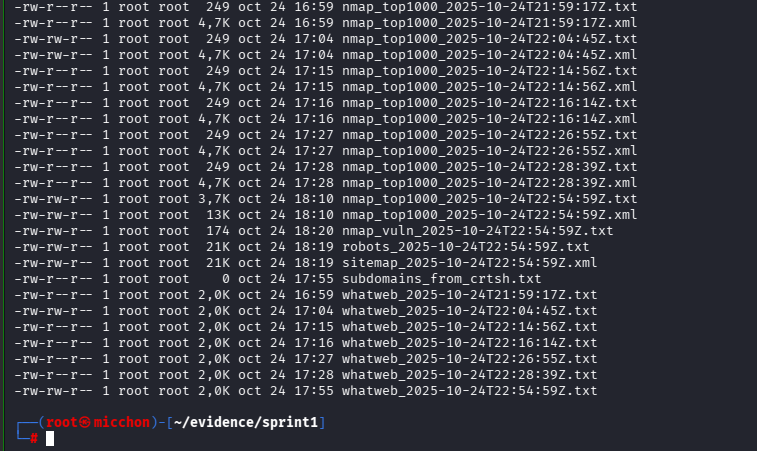 -rw-r--r-- 1 root root  249 oct 24 16:59 nmap_top1000_2025-10-24T21:59:17Z.txt
-rw-r--r-- 1 root root 4,7K oct 24 16:59 nmap_top1000_2025-10-24T21:59:17Z.xml
-rw-rw-r-- 1 root root  249 oct 24 17:04 nmap_top1000_2025-10-24T22:04:45Z.txt
-rw-rw-r-- 1 root root 4,7K oct 24 17:04 nmap_top1000_2025-10-24T22:04:45Z.xml
-rw-r--r-- 1 root root  249 oct 24 17:15 nmap_top1000_2025-10-24T22:14:56Z.txt
-rw-r--r-- 1 root root 4,7K oct 24 17:15 nmap_top1000_2025-10-24T22:14:56Z.xml
-rw-r--r-- 1 root root  249 oct 24 17:16 nmap_top1000_2025-10-24T22:16:14Z.txt
-rw-r--r-- 1 root root 4,7K oct 24 17:16 nmap_top1000_2025-10-24T22:16:14Z.xml
-rw-r--r-- 1 root root  249 oct 24 17:27 nmap_top1000_2025-10-24T22:26:55Z.txt
-rw-r--r-- 1 root root 4,7K oct 24 17:27 nmap_top1000_2025-10-24T22:26:55Z.xml
-rw-r--r-- 1 root root  249 oct 24 17:28 nmap_top1000_2025-10-24T22:28:39Z.txt
-rw-r--r-- 1 root root 4,7K oct 24 17:28 nmap_top1000_2025-10-24T22:28:39Z.xml
-rw-rw-r-- 1 root root 3,7K oct 24 18:10 nmap_top1000_2025-10-24T22:54:59Z.txt
-rw-rw-r-- 1 root root  13K oct 24 18:10 nmap_top1000_2025-10-24T22:54:59Z.xml
-rw-rw-r-- 1 root root  174 oct 24 18:20 nmap_vuln_2025-10-24T22:54:59Z.txt
-rw-rw-r-- 1 root root  21K oct 24 18:19 robots_2025-10-24T22:54:59Z.txt
-rw-rw-r-- 1 root root  21K oct 24 18:19 sitemap_2025-10-24T22:54:59Z.xml
-rw-r--r-- 1 root root    0 oct 24 17:55 subdomains_from_crtsh.txt
-rw-r--r-- 1 root root 2,0K oct 24 16:59 whatweb_2025-10-24T21:59:17Z.txt
-rw-rw-r-- 1 root root 2,0K oct 24 17:04 whatweb_2025-10-24T22:04:45Z.txt
-rw-r--r-- 1 root root 2,0K oct 24 17:15 whatweb_2025-10-24T22:14:56Z.txt
-rw-r--r-- 1 root root 2,0K oct 24 17:16 whatweb_2025-10-24T22:16:14Z.txt
-rw-r--r-- 1 root root 2,0K oct 24 17:27 whatweb_2025-10-24T22:26:55Z.txt
-rw-r--r-- 1 root root 2,0K oct 24 17:28 whatweb_2025-10-24T22:28:39Z.txt
-rw-rw-r-- 1 root root 2,0K oct 24 17:55 whatweb_2025-10-24T22:54:59Z.txt
┌──(root㉿micchon)-[~/evidence/sprint1]
└─#